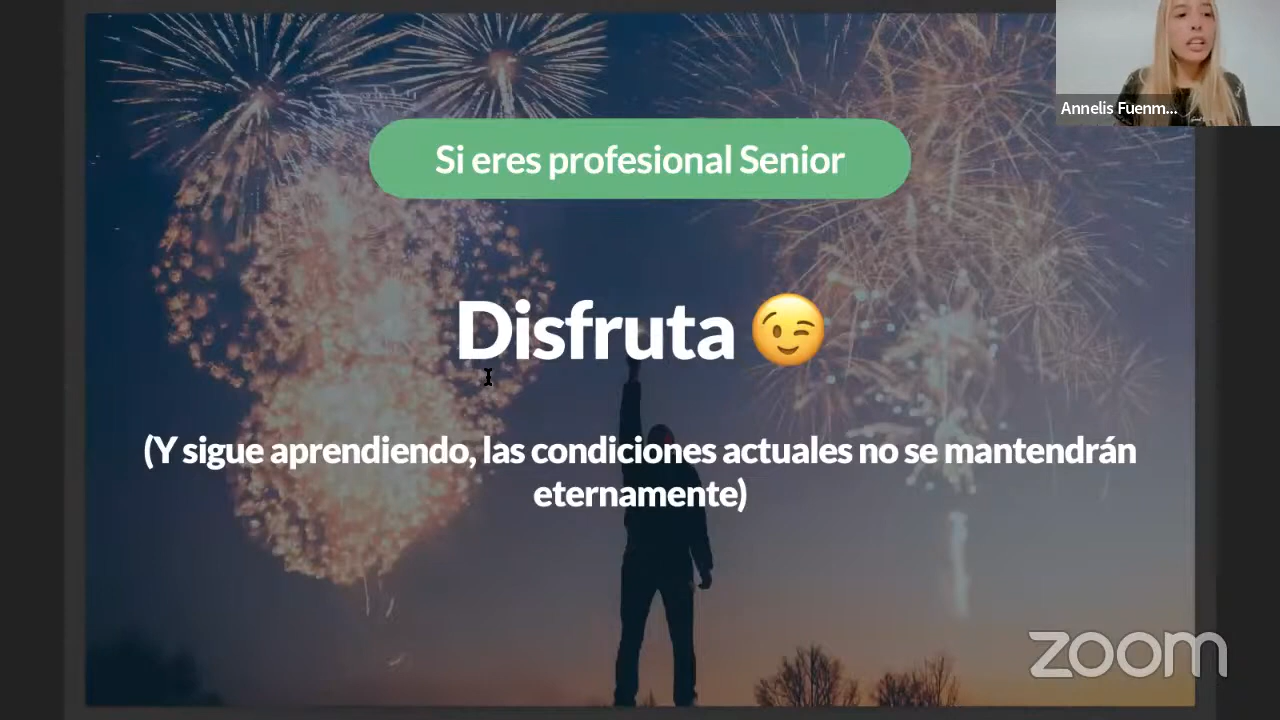 Annelis Fuenm...
Si eres profesional Senior
Disfruta 😉
(Y sigue aprendiendo, las condiciones actuales no se mantendrán
eternamente)
zoom